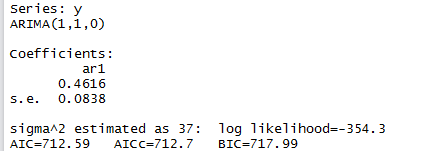 Series: y
ARIMA(1,1,0)
Coefficients:
ar1
0.4616
s.e.  0.0838
sigma^2 estimated as 37:  log likelihood=-354.3
AIC=712.59   AICc=712.7   BIC=717.99